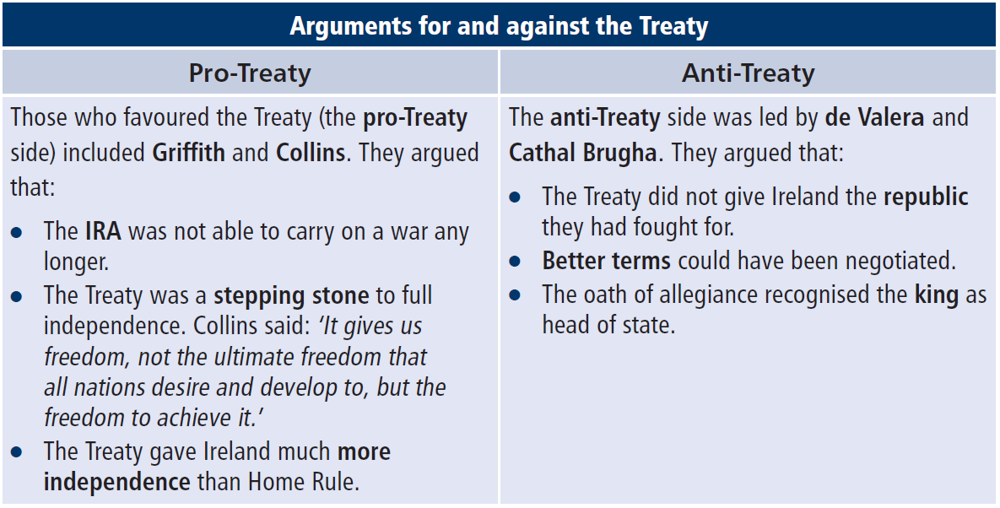 Arguments for and against the Treaty
Pro-Treaty
Those who favoured the Treaty (the pro-Treaty
side) included Griffith and Collins. They argued
that:
● The IRA was not able to carry on a war any
longer.
● The Treaty was a stepping stone to full
independence. Collins said: ‘It gives us
freedom, not the ultimate freedom that
all nations desire and develop to, but the
freedom to achieve it.’
● The Treaty gave Ireland much more
independence than Home Rule.
Anti-Treaty
The anti-Treaty side was led by de Valera and
Cathal Brugha. They argued that:
● The Treaty did not give Ireland the republic
they had fought for.
● Better terms could have been negotiated.
● The oath of allegiance recognised the king as
head of state.